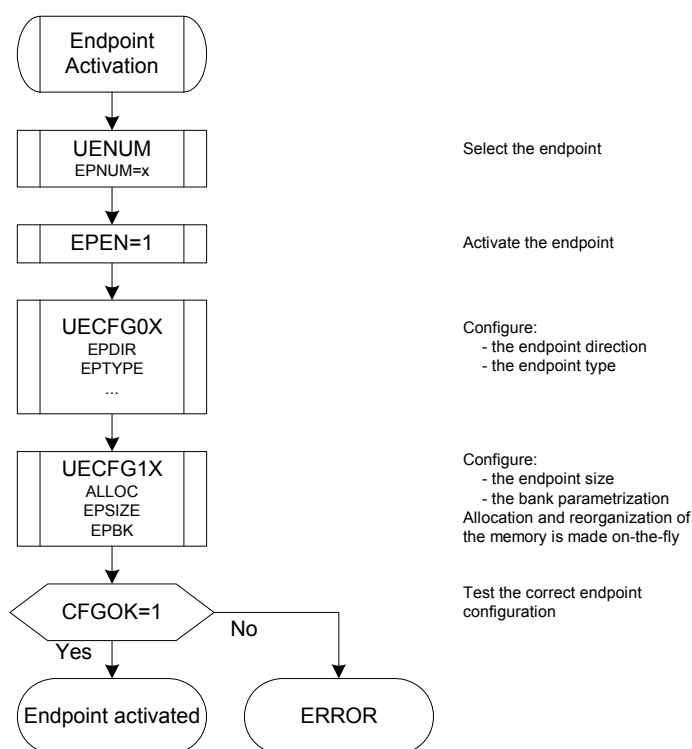 Endpoint
Activation
UENUM
EPNUM=x
Select the endpoint
EPEN=1
Activate the endpoint
UECFG0X
EPDIR
EPTYPE
...
Configure:
- the endpoint direction
- the endpoint type
UECFG1X
ALLOC
EPSIZE
EPBK
Configure:
- the endpoint size
- the bank parametrization
Allocation and reorganization of
the memory is made on-the-fly
CFGOK=1
Test the correct endpoint
configuration
No
Yes
Endpoint activated
ERROR